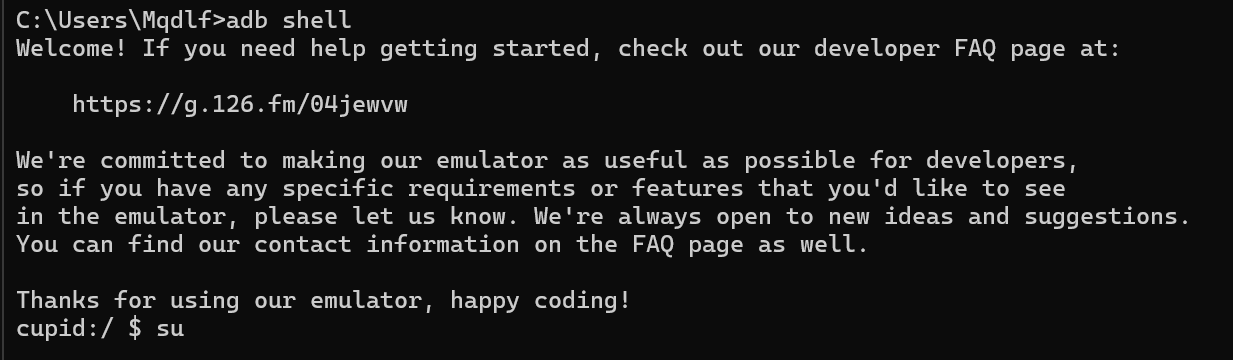 C:\Users\Mqdlf>adb shell
Welcome! If you need help getting started, check out our developer FAQ page at:
https://g.126.fm/04jewvw
We're committed to making our emulator as useful as possible for developers,
so if you have any specific requirements or features that you'd like to see
in the emulator, please let us know. We're always open to new ideas and suggestions.
You can find our contact information on the FAQ page as well.
Thanks for using our emulator, happy coding!
cupid:/ $ su